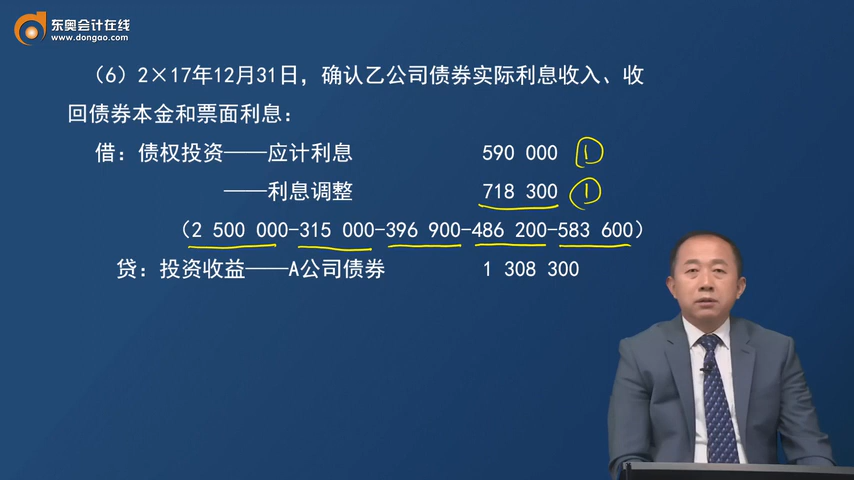 东奥会计在线
www.dongao.com
（6）2×17年12月31日，确认乙公司债券实际利息收入、收
回债券本金和票面利息：
借：债权投资——应计利息 590 000 ①
——利息调整 718 300 ①
（2 500 000-315 000-396 900-486 200-583 600）
贷：投资收益——A公司债券 1 308 300